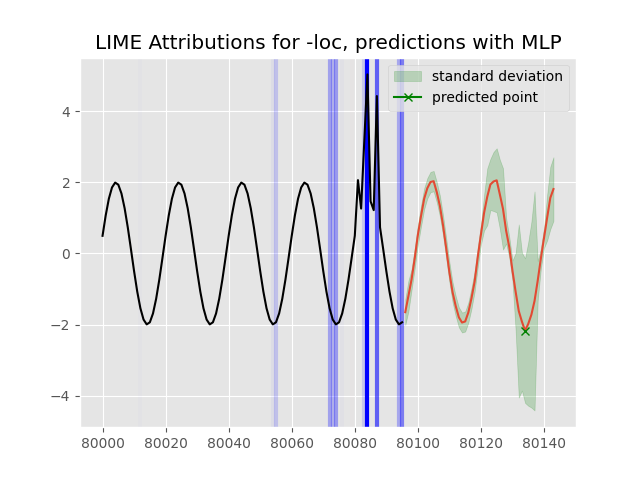 LIME Attributions for -loc, predictions with MLP
standard deviation
predicted point
4
2
0
−2
−4
80000 80020 80040 80060 80080 80100 80120 80140